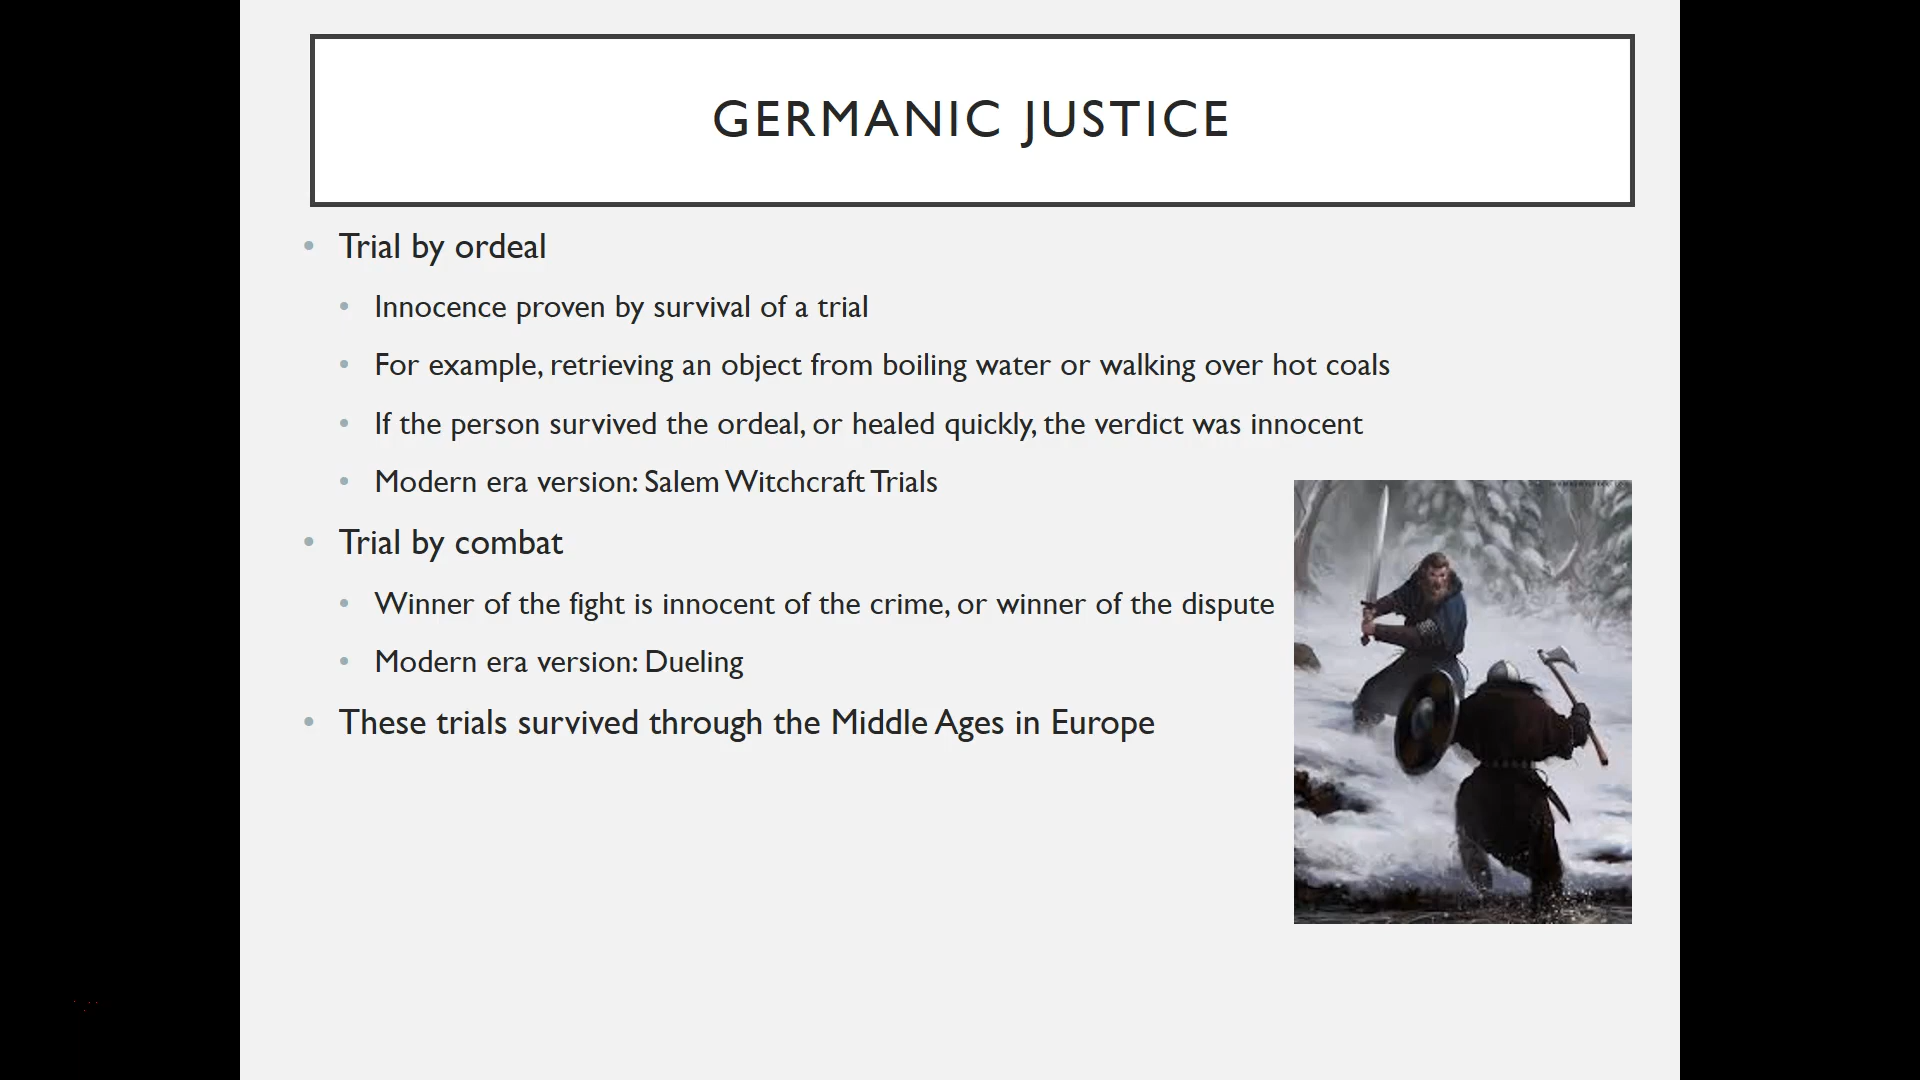 GERMANIC JUSTICE
• Trial by ordeal
• Innocence proven by survival of a trial
• For example, retrieving an object from boiling water or walking over hot coals
• If the person survived the ordeal, or healed quickly, the verdict was innocent
• Modern era version: Salem Witchcraft Trials
• Trial by combat
• Winner of the fight is innocent of the crime, or winner of the dispute
• Modern era version: Dueling
• These trials survived through the Middle Ages in Europe